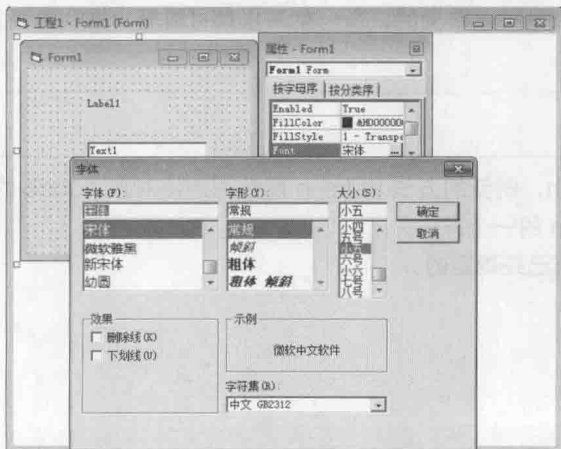 工程1 - Form1 (Form)
Form1
Label1
Text1
属性 - Form1
Form1 Form
按字母序 按分类序
Enabled True
FillColor
FillStyle 1 - Transpa
Font 宋体 ...
字体
字体(F):
宋体
宋体
微软雅黑
新宋体
幼圆
字形(Y):
常规
常规
倾斜
粗体
粗体 倾斜
大小(S):
小五
小四
五号
小五
六号
小六
七号
八号
确定
取消
效果
删除线(K)
下划线(U)
示例
微软中文软件
字符集(R):
中文 GB2312